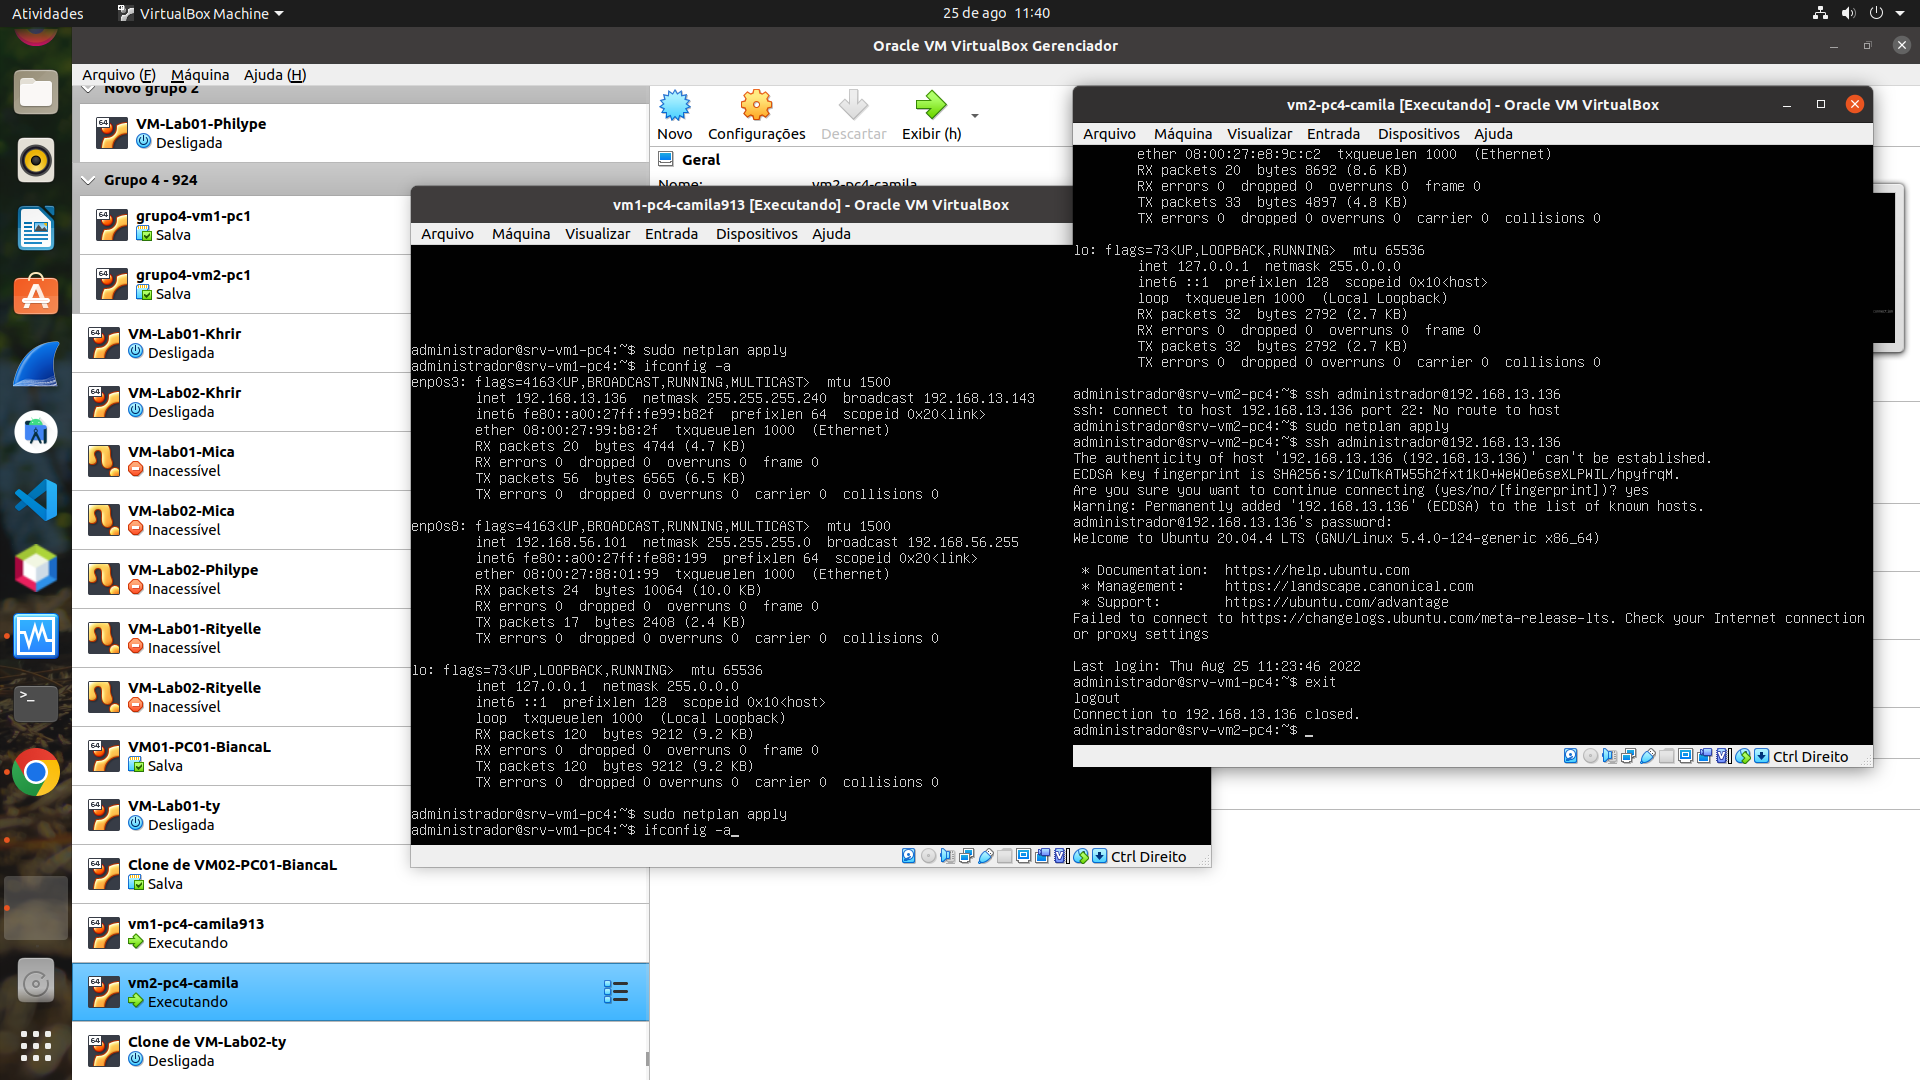 Atividades
VirtualBox Machine
25 de ago 11:40
Oracle VM VirtualBox Gerenciador
Arquivo (F) Máquina Ajuda (H)
Novo grupo 2
VM-Lab01-Philype
Desligada
Grupo 4 - 924
grupo4-vm1-pc1
Salva
grupo4-vm2-pc1
Salva
VM-Lab01-Khrir
Desligada
VM-Lab02-Khrir
Desligada
VM-lab01-Mica
Inacessível
VM-lab02-Mica
Inacessível
VM-Lab02-Philype
Inacessível
VM-Lab01-Rityelle
Inacessível
VM-Lab02-Rityelle
Inacessível
VM01-PC01-BiancaL
Salva
VM-Lab01-ty
Desligada
Clone de VM02-PC01-BiancaL
Salva
vm1-pc4-camila913
Executando
vm2-pc4-camila
Executando
Clone de VM-Lab02-ty
Desligada
Novo Configurações Descartar Exibir (h)
Geral
Nome: vm2-pc4-camila
vm1-pc4-camila913 [Executando] - Oracle VM VirtualBox
Arquivo Máquina Visualizar Entrada Dispositivos Ajuda
administrador@srv-vm1-pc4:~$ sudo netplan apply
administrador@srv-vm1-pc4:~$ ifconfig -a
enp0s3: flags=4163<UP,BROADCAST,RUNNING,MULTICAST> mtu 1500
inet 192.168.13.136 netmask 255.255.255.240 broadcast 192.168.13.143
inet6 fe80::a00:27ff:fe99:b82f prefixlen 64 scopeid 0x20<link>
ether 08:00:27:99:b8:2f txqueuelen 1000 (Ethernet)
RX packets 20 bytes 4744 (4.7 KB)
RX errors 0 dropped 0 overruns 0 frame 0
TX packets 56 bytes 6565 (6.5 KB)
TX errors 0 dropped 0 overruns 0 carrier 0 collisions 0
enp0s8: flags=4163<UP,BROADCAST,RUNNING,MULTICAST> mtu 1500
inet 192.168.56.101 netmask 255.255.255.0 broadcast 192.168.56.255
inet6 fe80::a00:27ff:fe88:199 prefixlen 64 scopeid 0x20<link>
ether 08:00:27:88:01:99 txqueuelen 1000 (Ethernet)
RX packets 24 bytes 10064 (10.0 KB)
RX errors 0 dropped 0 overruns 0 frame 0
TX packets 17 bytes 2408 (2.4 KB)
TX errors 0 dropped 0 overruns 0 carrier 0 collisions 0
lo: flags=73<UP,LOOPBACK,RUNNING> mtu 65536
inet 127.0.0.1 netmask 255.0.0.0
inet6 ::1 prefixlen 128 scopeid 0x10<host>
loop txqueuelen 1000 (Local Loopback)
RX packets 120 bytes 9212 (9.2 KB)
RX errors 0 dropped 0 overruns 0 frame 0
TX packets 120 bytes 9212 (9.2 KB)
TX errors 0 dropped 0 overruns 0 carrier 0 collisions 0
administrador@srv-vm1-pc4:~$ sudo netplan apply
administrador@srv-vm1-pc4:~$ ifconfig -a_
Ctrl Direito
vm2-pc4-camila [Executando] - Oracle VM VirtualBox
Arquivo Máquina Visualizar Entrada Dispositivos Ajuda
ether 08:00:27:e8:9c:c2 txqueuelen 1000 (Ethernet)
RX packets 20 bytes 8692 (8.6 KB)
RX errors 0 dropped 0 overruns 0 frame 0
TX packets 33 bytes 4897 (4.8 KB)
TX errors 0 dropped 0 overruns 0 carrier 0 collisions 0
lo: flags=73<UP,LOOPBACK,RUNNING> mtu 65536
inet 127.0.0.1 netmask 255.0.0.0
inet6 ::1 prefixlen 128 scopeid 0x10<host>
loop txqueuelen 1000 (Local Loopback)
RX packets 32 bytes 2792 (2.7 KB)
RX errors 0 dropped 0 overruns 0 frame 0
TX packets 32 bytes 2792 (2.7 KB)
TX errors 0 dropped 0 overruns 0 carrier 0 collisions 0
administrador@srv-vm2-pc4:~$ ssh administrador@192.168.13.136
ssh: connect to host 192.168.13.136 port 22: No route to host
administrador@srv-vm2-pc4:~$ sudo netplan apply
administrador@srv-vm2-pc4:~$ ssh administrador@192.168.13.136
The authenticity of host '192.168.13.136 (192.168.13.136)' can't be established.
ECDSA key fingerprint is SHA256:s/1CwTkATW55h2fxt1kO+WeWOe6seXLPWIL/hpyfrqM.
Are you sure you want to continue connecting (yes/no/[fingerprint])? yes
Warning: Permanently added '192.168.13.136' (ECDSA) to the list of known hosts.
administrador@192.168.13.136's password:
Welcome to Ubuntu 20.04.4 LTS (GNU/Linux 5.4.0-124-generic x86_64)
* Documentation: https://help.ubuntu.com
* Management: https://landscape.canonical.com
* Support: https://ubuntu.com/advantage
Failed to connect to https://changelogs.ubuntu.com/meta-release-lts. Check your Internet connection
or proxy settings
Last login: Thu Aug 25 11:23:46 2022
administrador@srv-vm1-pc4:~$ exit
logout
Connection to 192.168.13.136 closed.
administrador@srv-vm2-pc4:~$ _
Ctrl Direito